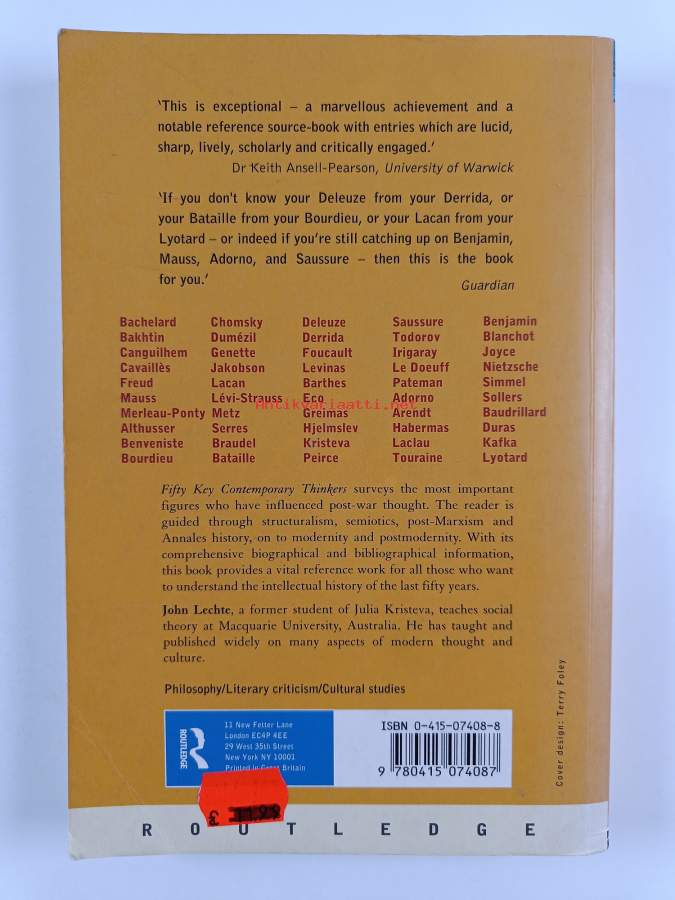 ‘This is exceptional – a marvellous achievement and a
notable reference source-book with entries which are lucid,
sharp, lively, scholarly and critically engaged.’
Dr Keith Ansell-Pearson, University of Warwick
‘If you don't know your Deleuze from your Derrida, or
your Bataille from your Bourdieu, or your Lacan from your
Lyotard – or indeed if you’re still catching up on Benjamin,
Mauss, Adorno, and Saussure – then this is the book
for you.’
Guardian
Bachelard Chomsky Deleuze Saussure Benjamin
Bakhtin Dumézil Derrida Todorov Blanchot
Canguilhem Genette Foucault Irigaray Joyce
Cavaillès Jakobson Levinas Le Doeuff Nietzsche
Freud Lacan Barthes Pateman Simmel
Mauss Lévi-Strauss Eco Adorno Sollers
Antikvariaatti.net
Merleau-Ponty Metz Greimas Arendt Baudrillard
Althusser Serres Hjelmslev Habermas Duras
Benveniste Braudel Kristeva Laclau Kafka
Bourdieu Bataille Peirce Touraine Lyotard
Fifty Key Contemporary Thinkers surveys the most important
figures who have influenced post-war thought. The reader is
guided through structuralism, semiotics, post-Marxism and
Annales history, on to modernity and postmodernity. With its
comprehensive biographical and bibliographical information,
this book provides a vital reference work for all those who want
to understand the intellectual history of the last fifty years.
John Lechte, a former student of Julia Kristeva, teaches social
theory at Macquarie University, Australia. He has taught and
published widely on many aspects of modern thought and
culture.
Philosophy/Literary criticism/Cultural studies
Cover design: Terry Foley
ROUTLEDGE
11 New Fetter Lane
London EC4P 4EE
29 West 35th Street
New York NY 10001
Printed in Great Britain
ISBN 0-415-07408-8
9 780415 074087
£ 11.99
ROUTLEDGE